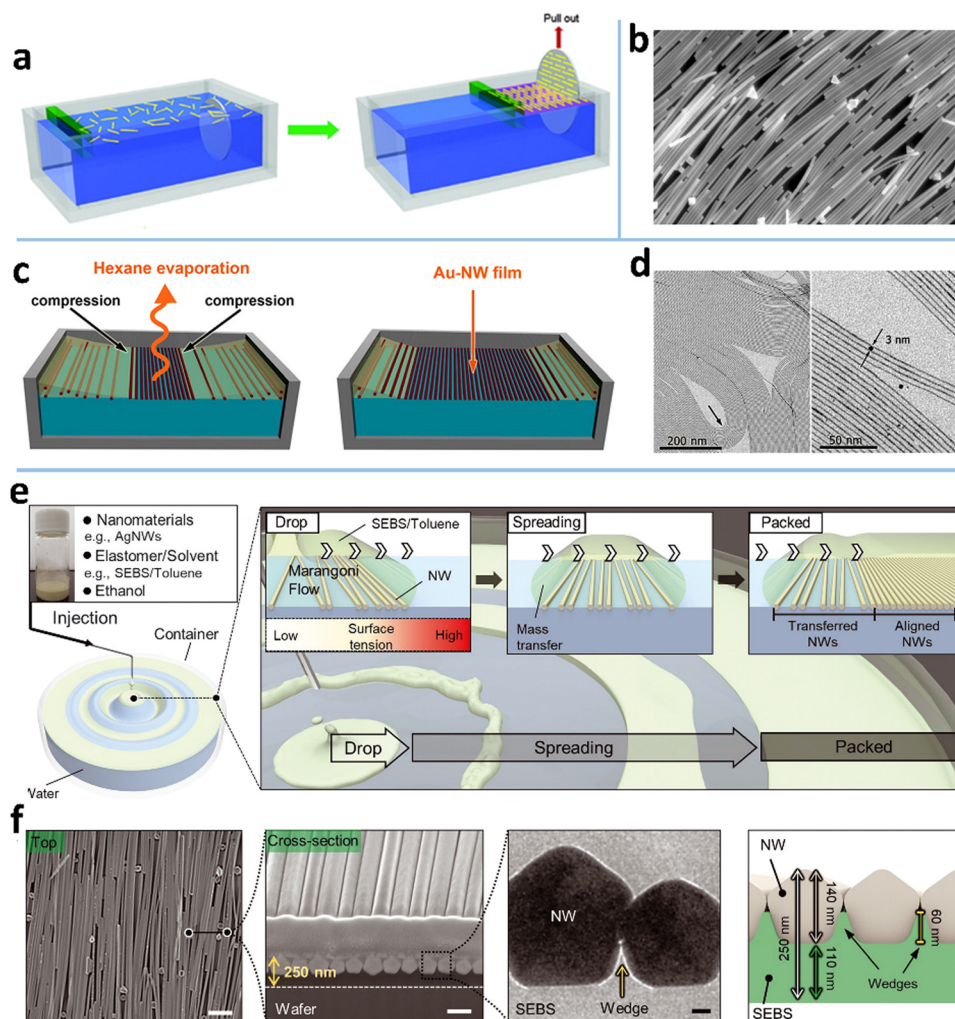 a
Pull out
b
c
Hexane evaporation
compression
compression
Au-NW film
d
200 nm
3 nm
50 nm
e
● Nanomaterials
e.g., AgNWs
● Elastomer/Solvent
e.g., SEBS/Toluene
● Ethanol
Injection
Container
Water
Drop
SEBS/Toluene
Marangoni
Flow
NW
Low
Surface
tension
High
Spreading
Mass
transfer
Packed
Transferred
NWs
Aligned
NWs
Drop
Spreading
Packed
f
Top
Cross-section
250 nm
Wafer
NW
SEBS
Wedge
NW
250 nm
140 nm
110 nm
60 nm
Wedges
SEBS